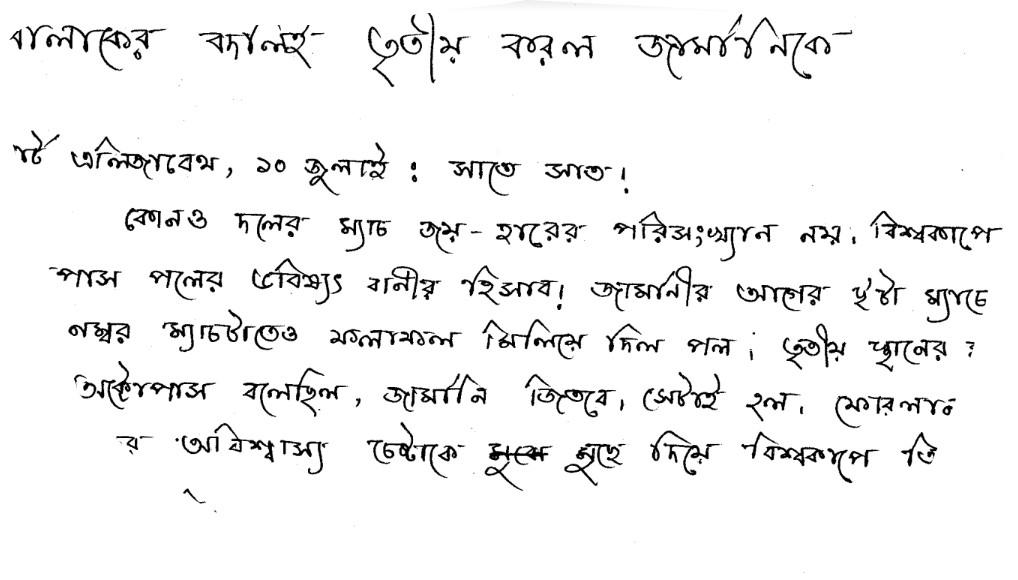 বালাকের বদলিই তৃতীয় করল জার্মানিকে
র্ট এলিজাবেথ, ১০ জুলাই : সাতে সাত!
কোনও দলের ম্যাচ জয়-হারের পরিসংখ্যান নয়। বিশ্বকাপে
পাস পলের ভবিষ্যৎ বানীর হিসাব! জার্মানীর আগের ছ'টা ম্যাচে
নম্বর ম্যাচটাতেও ফলাফল মিলিয়ে দিল পল। তৃতীয় স্থানের
অক্টোপাস বলেছিল, জার্মানি জিতবে। সেটাই হল। ফোরলান
র অবিশ্বাস্য চেষ্টাকে মুছে দিয়ে বিশ্বকাপে তি